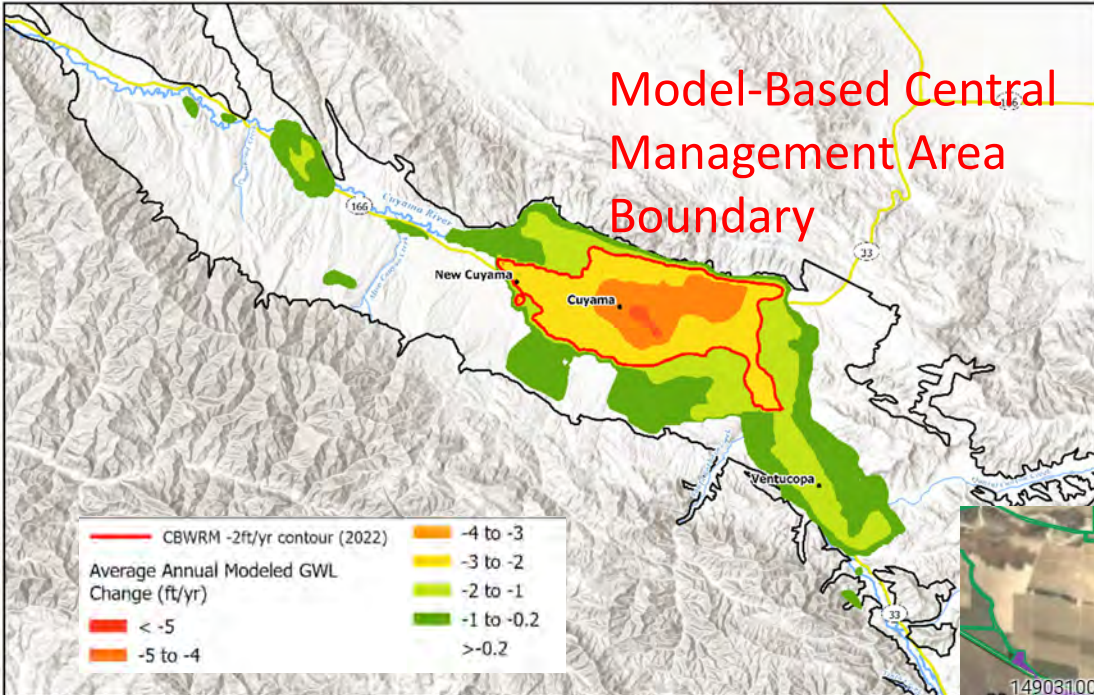 Model-Based Central
Management Area
Boundary
166
33
166
Cuyama River
New Cuyama
Cuyama
Ventucopa
33
CBWRM -2ft/yr contour (2022)
Average Annual Modeled GWL
Change (ft/yr)
< -5
-5 to -4
-4 to -3
-3 to -2
-2 to -1
-1 to -0.2
>-0.2
14903100